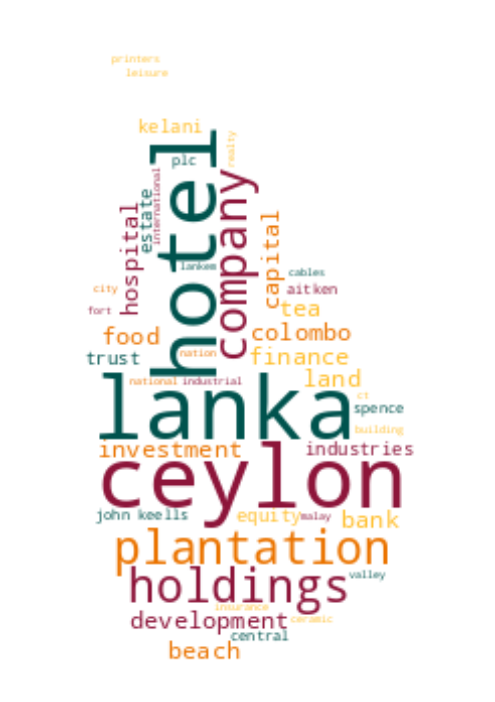 printers
leisure
kelani
hotel
realty
plc
company
international
estate
hospital
capital
lankem
cables
city
aitken
fort
tea
food
colombo
trust
nation
finance
national
industrial
land
lanka
ct
spence
building
investment
industries
ceylon
john keells
equity
malay
bank
plantation
holdings
valley
insurance
development
ceramic
central
beach